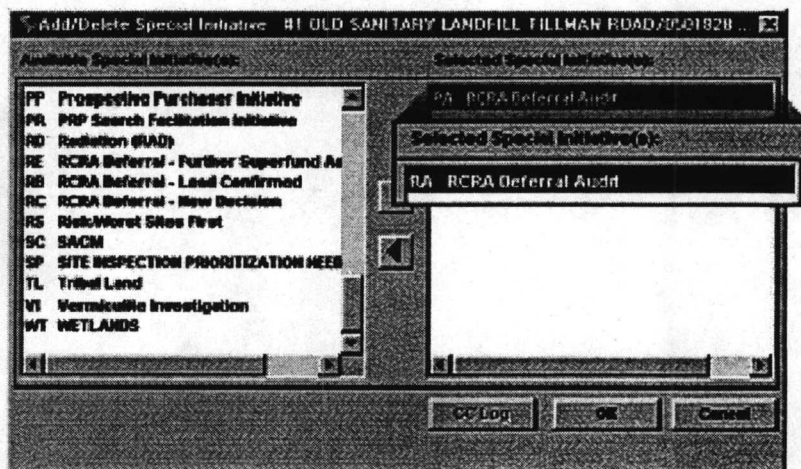 Add/Delete Special Initiative #1 OLD SANITARY LANDFILL TILLMAN ROAD/0501828 ...
Available Special Initiative(s):
PP Prospective Purchaser Initiative
PR PRP Search Facilitation Initiative
RD Radiation (RAD)
RE RCRA Deferral - Further Superfund As
RB RCRA Deferral - Lead Confirmed
RC RCRA Deferral - New Decision
RS Risk/Worst Sites First
SC SACM
SP SITE INSPECTION PRIORITIZATION NEED
TL Tribal Land
VI Vermiculite Investigation
WT WETLANDS
Selected Special Initiative(s):
RA RCRA Deferral Audit
Selected Special Initiative(s):
RA RCRA Deferral Audit
CC Log
OK
Cancel